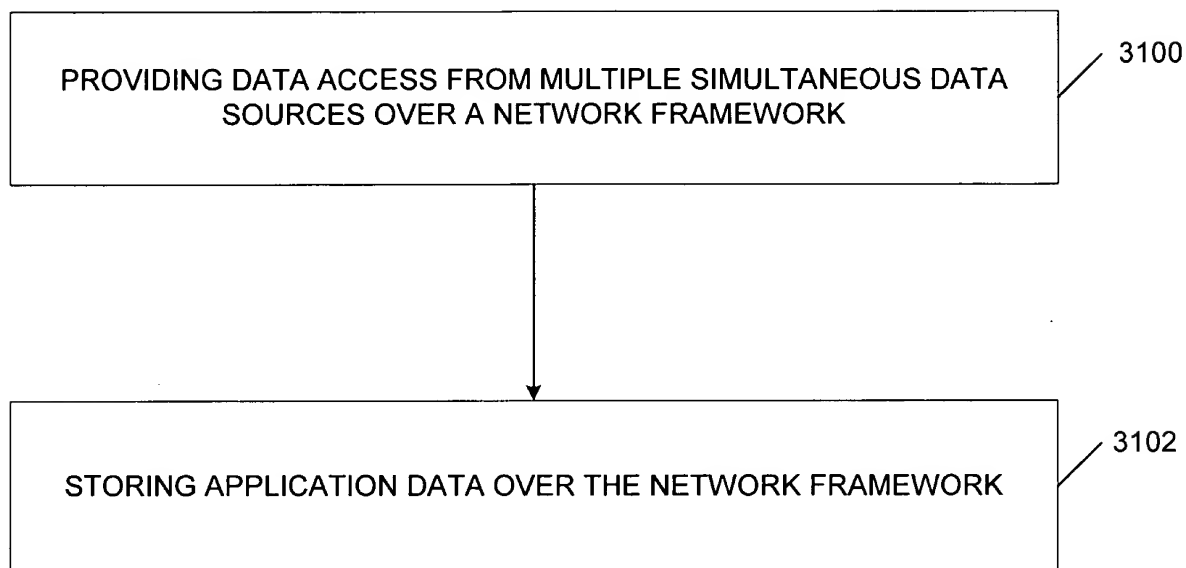 PROVIDING DATA ACCESS FROM MULTIPLE SIMULTANEOUS DATA
SOURCES OVER A NETWORK FRAMEWORK
3100
STORING APPLICATION DATA OVER THE NETWORK FRAMEWORK
3102